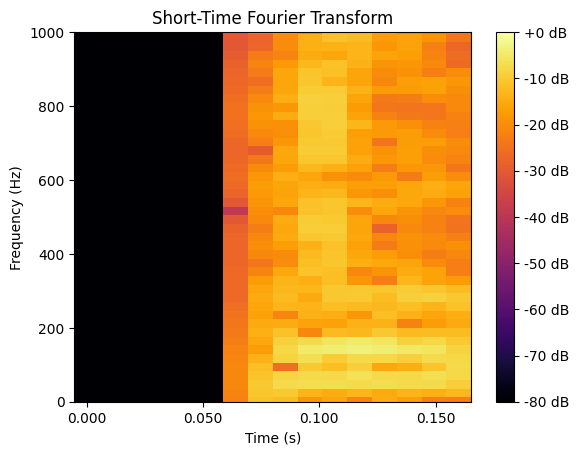 Short-Time Fourier Transform
1000
800
600
400
200
0
Frequency (Hz)
0.000
0.050
0.100
0.150
Time (s)
+0 dB
-10 dB
-20 dB
-30 dB
-40 dB
-50 dB
-60 dB
-70 dB
-80 dB